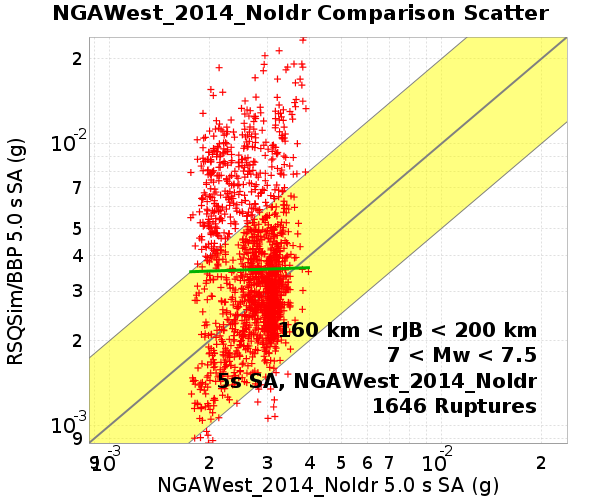 NGAWest_2014_NoIdr Comparison Scatter
RSQSim/BBP 5.0 s SA (g)
2
10^-2
7
5
4
3
2
10^-3
9
160 km < rJB < 200 km
7 < Mw < 7.5
5s SA, NGAWest_2014_NoIdr
1646 Ruptures
9 10^-3 2 3 4 5 6 7 10^-2 2
NGAWest_2014_NoIdr 5.0 s SA (g)